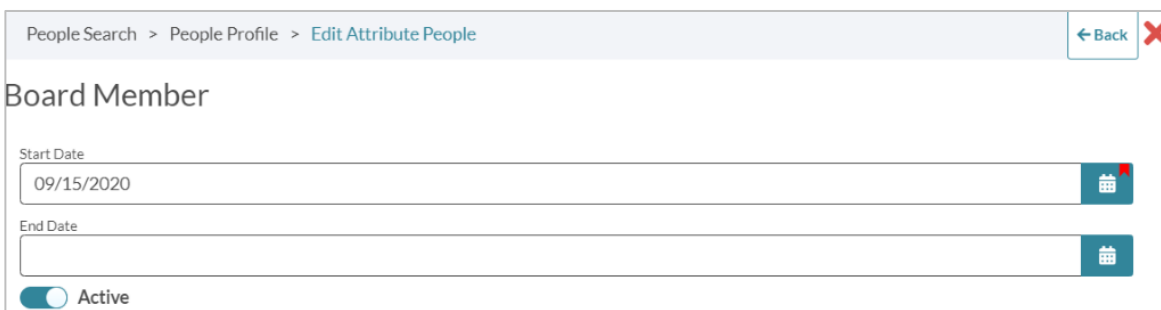 People Search > People Profile > Edit Attribute People
Back
Board Member
Start Date
09/15/2020
End Date
Active